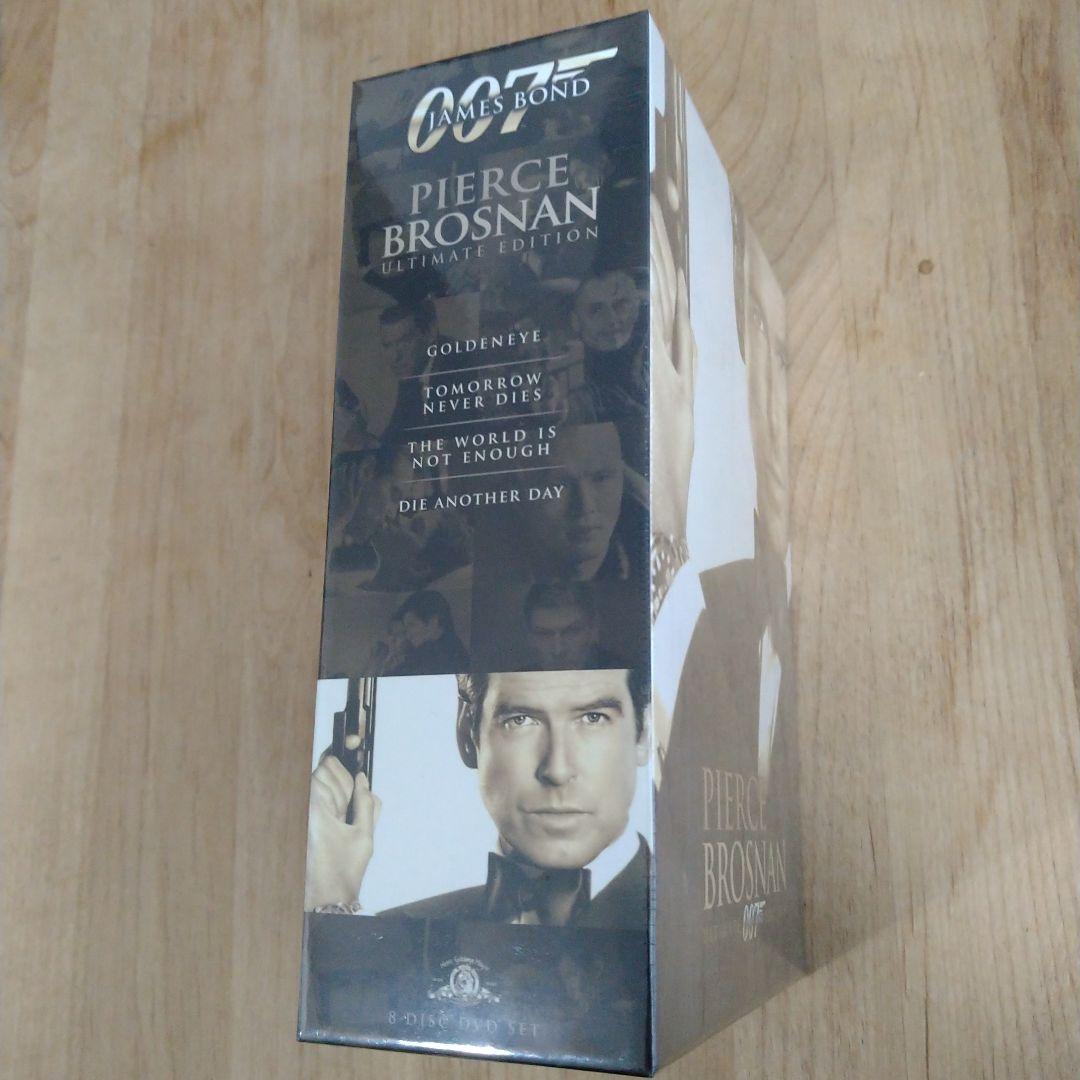 007
JAMES BOND
PIERCE
BROSNAN
ULTIMATE EDITION
GOLDENEYE
TOMORROW
NEVER DIES
THE WORLD IS
NOT ENOUGH
DIE ANOTHER DAY
8-DISC DVD SET
PIERCE
BROSNAN
007